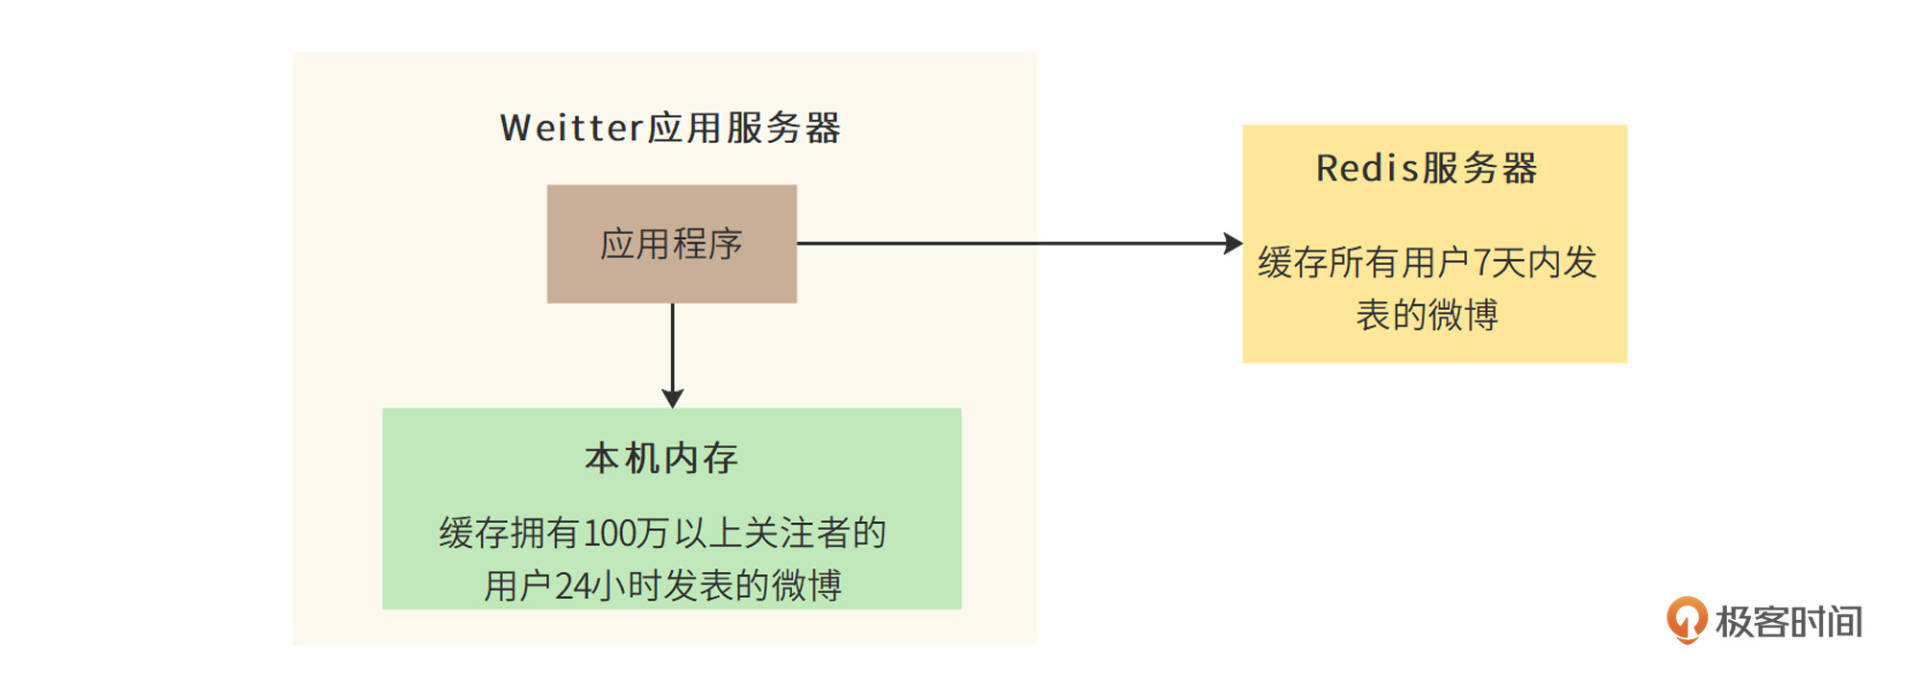 Weitter应用服务器
应用程序
本机内存
缓存拥有100万以上关注者的
用户24小时发表的微博
Redis服务器
缓存所有用户7天内发
表的微博
极客时间